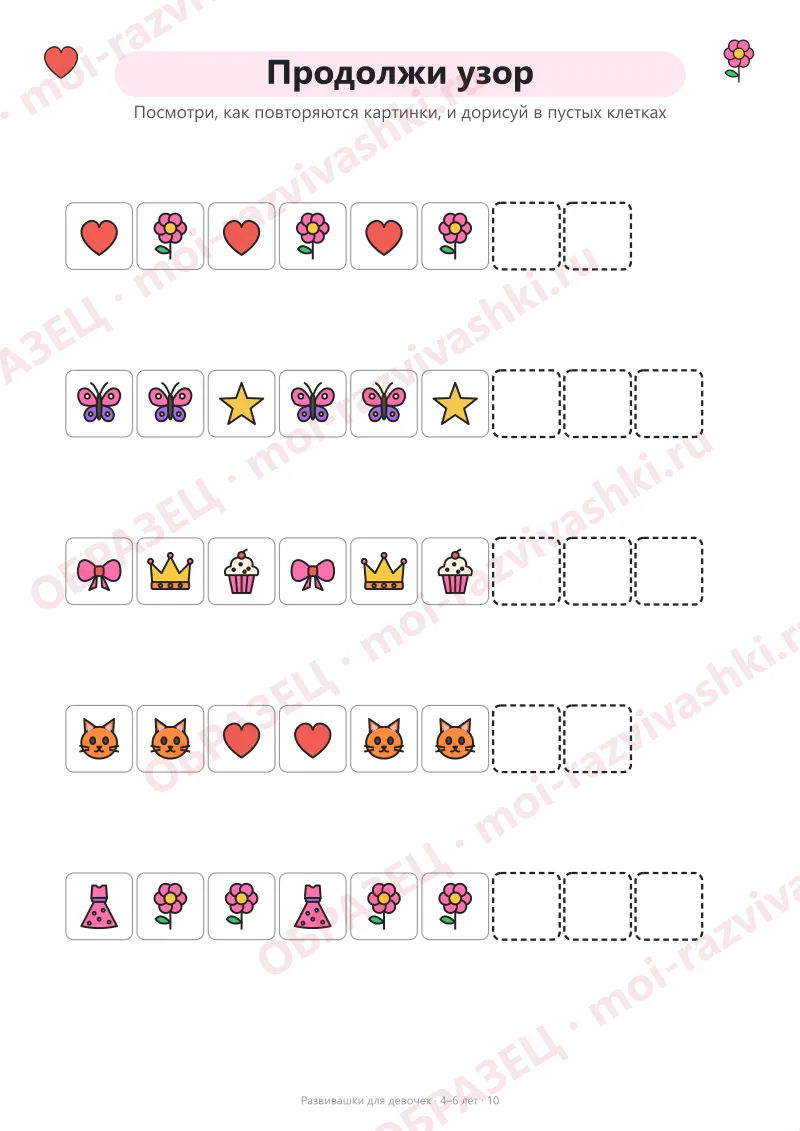 Продолжи узор
Посмотри, как повторяются картинки, и дорисуй в пустых клетках
ОБРАЗЕЦ · moi-razvivashki.ru
Развивашки для девочек · 4–6 лет · 10